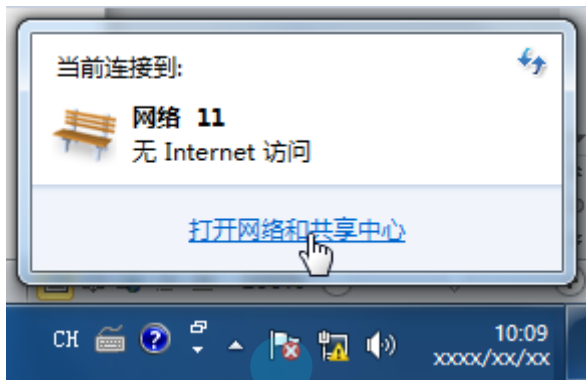 当前连接到:
网络 11
无 Internet 访问
打开网络和共享中心
CH
10:09
xxxx/xx/xx